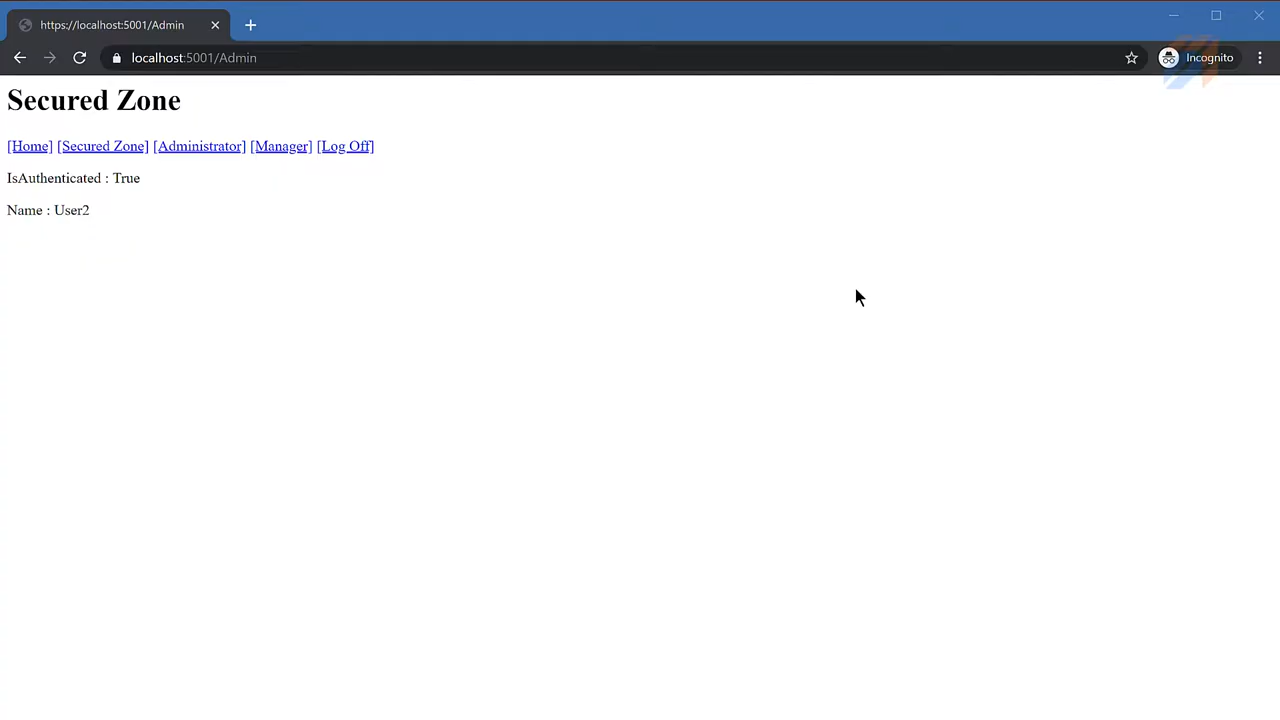 https://localhost:5001/Admin
localhost:5001/Admin
Incognito
Secured Zone
[Home] [Secured Zone] [Administrator] [Manager] [Log Off]
IsAuthenticated : True
Name : User2